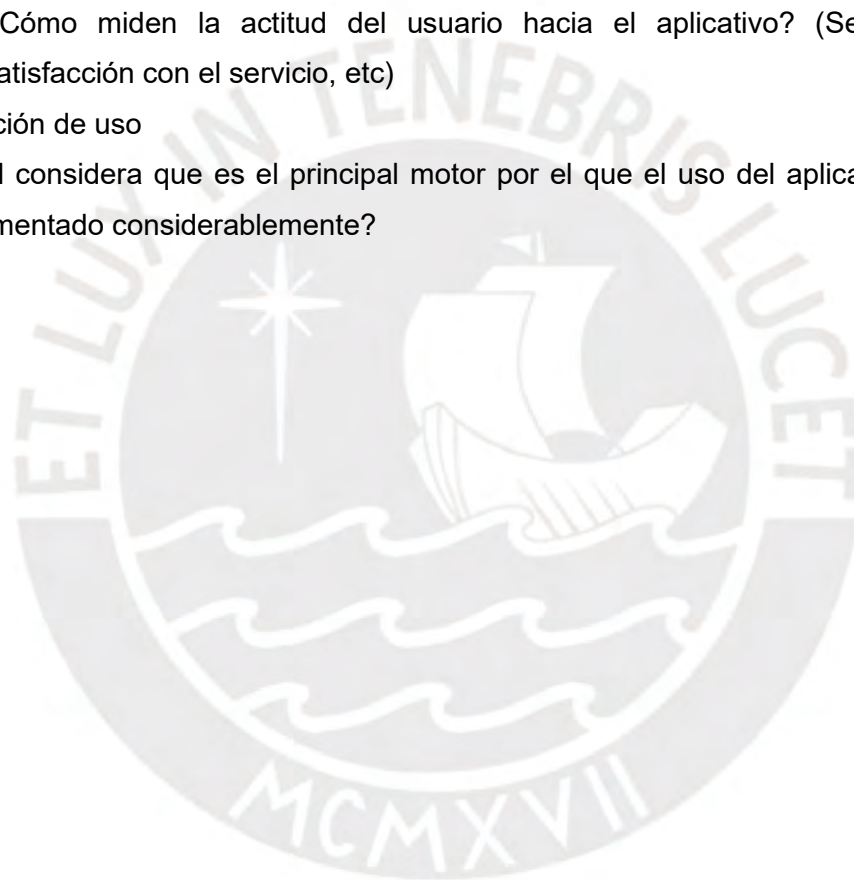 Cómo miden la actitud del usuario hacia el aplicativo? (Se
atisfacción con el servicio, etc)
ción de uso
l considera que es el principal motor por el que el uso del aplica
mentado considerablemente?
ET LUX IN TENEBRIS LUCET
MCMXVII